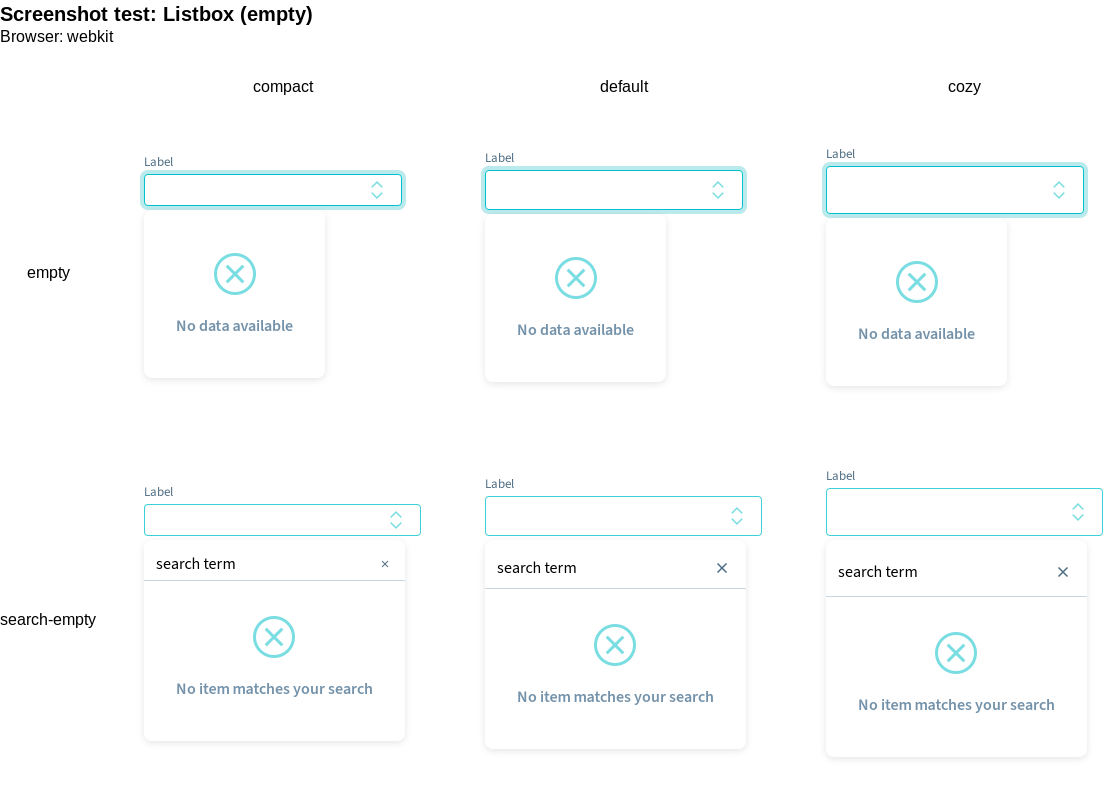 Screenshot test: Listbox (empty)
Browser: webkit
compact default cozy
Label Label Label
empty
No data available No data available No data available
Label Label Label
search term search term search term
search-empty
No item matches your search No item matches your search No item matches your search